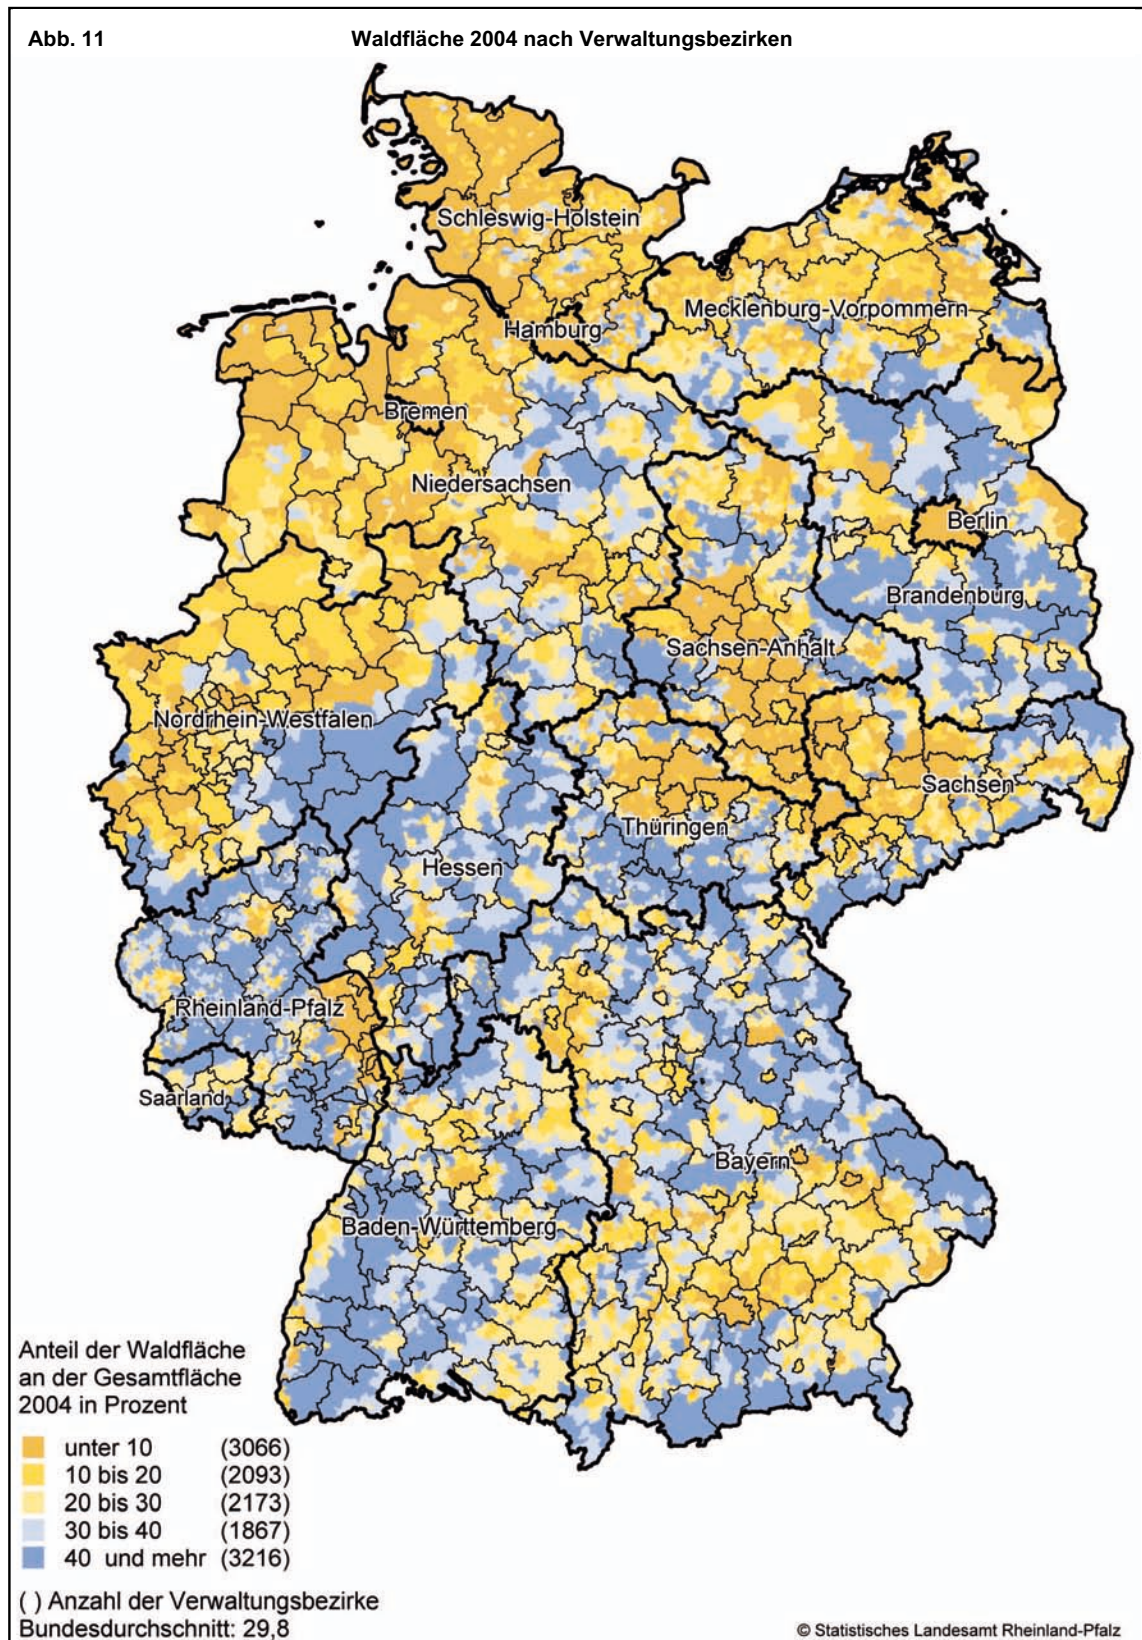 Abb. 11 Waldfläche 2004 nach Verwaltungsbezirken
Schleswig-Holstein
Mecklenburg-Vorpommern
Hamburg
Bremen
Niedersachsen
Berlin
Brandenburg
Sachsen-Anhalt
Nordrhein-Westfalen
Sachsen
Thüringen
Hessen
Rheinland-Pfalz
Saarland
Bayern
Baden-Württemberg
Anteil der Waldfläche
an der Gesamtfläche
2004 in Prozent
unter 10 (3066)
10 bis 20 (2093)
20 bis 30 (2173)
30 bis 40 (1867)
40 und mehr (3216)
( ) Anzahl der Verwaltungsbezirke
Bundesdurchschnitt: 29,8
© Statistisches Landesamt Rheinland-Pfalz